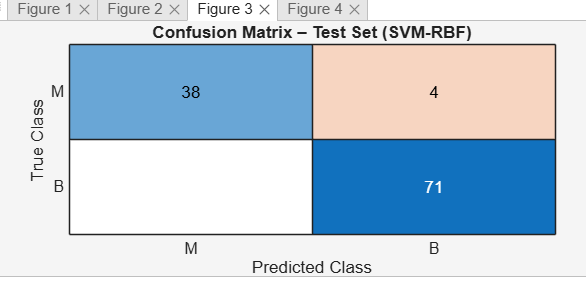 Figure 1 × Figure 2 × Figure 3 × Figure 4 ×
Confusion Matrix – Test Set (SVM-RBF)
True Class
M 38 4
B 71
M B
Predicted Class